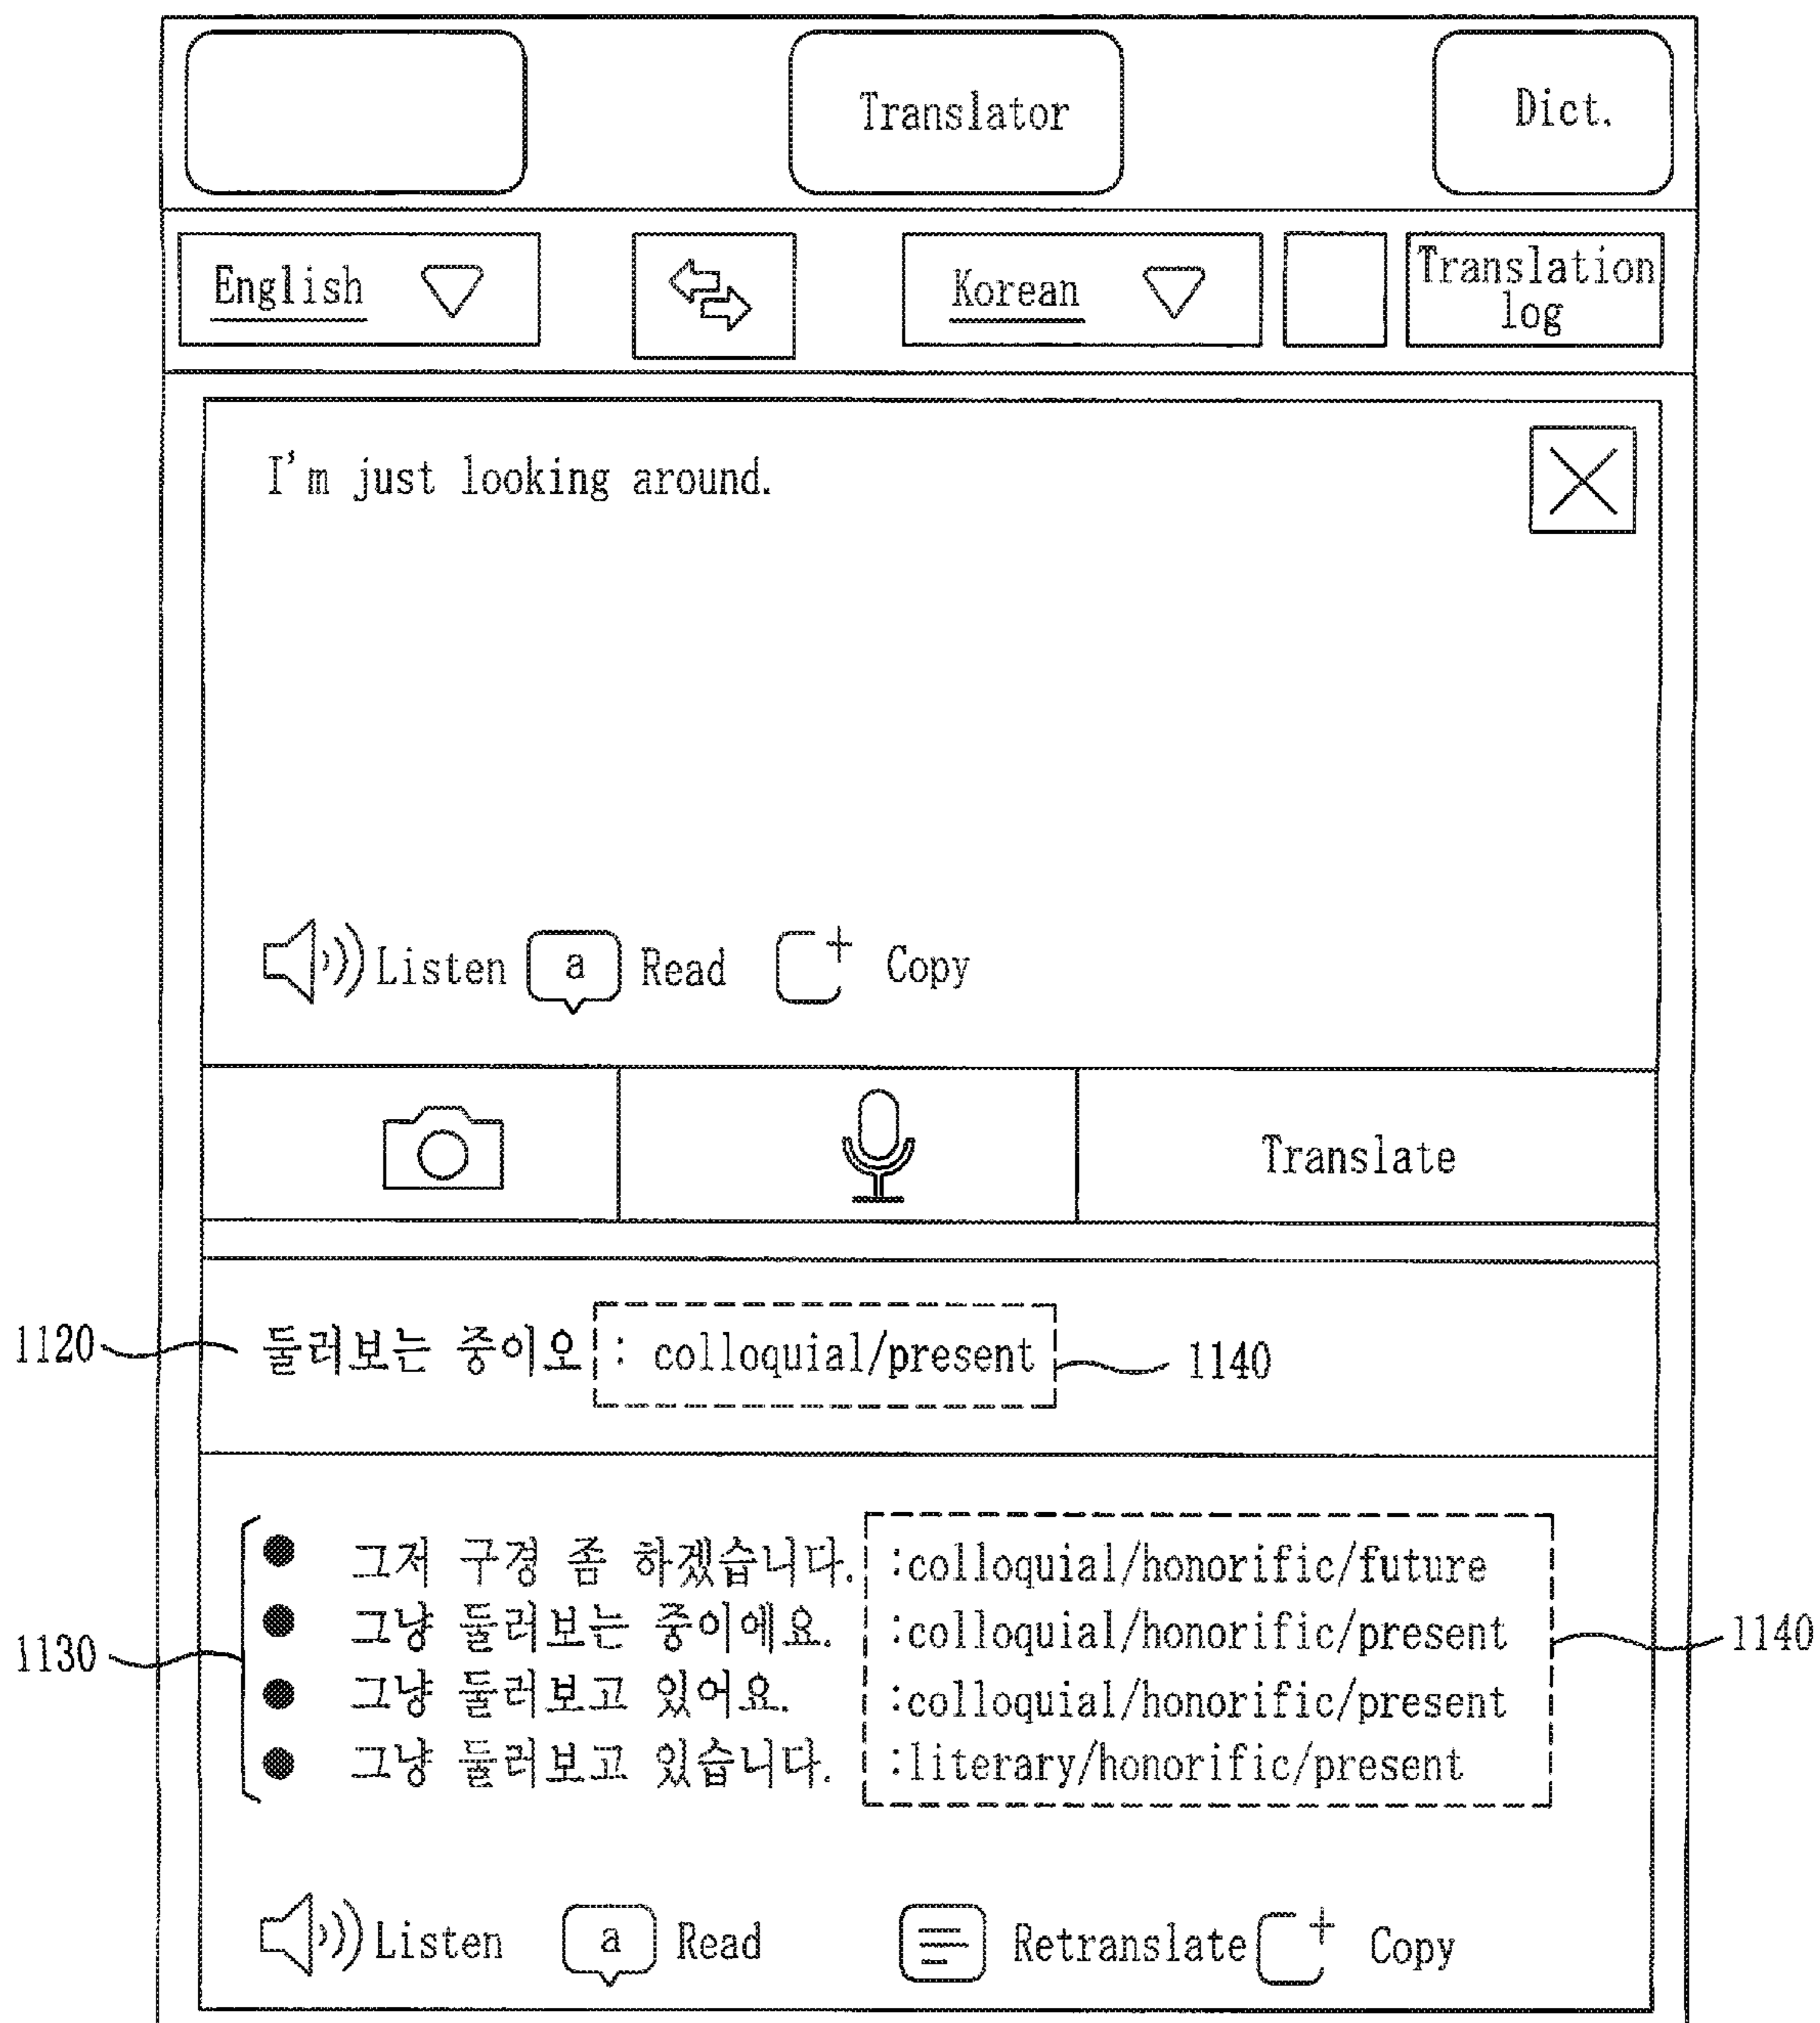 Translator Dict.
English Korean Translation
log
I'm just looking around.
Listen a Read Copy
Translate
1120 둘러보는 중이오 : colloquial/present 1140
그저 구경 좀 하겠습니다. :colloquial/honorific/future
그냥 둘러보는 중이에요. :colloquial/honorific/present
1130 1140
그냥 둘러보고 있어요. :colloquial/honorific/present
그냥 둘러보고 있습니다. :literary/honorific/present
Listen a Read Retranslate Copy